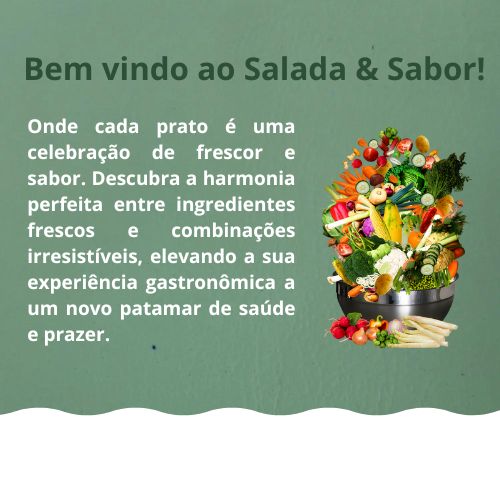 Bem vindo ao Salada & Sabor!
Onde cada prato é uma
celebração de frescor e
sabor. Descubra a harmonia
perfeita entre ingredientes
frescos e combinações
irresistíveis, elevando a sua
experiência gastronômica a
um novo patamar de saúde
e prazer.